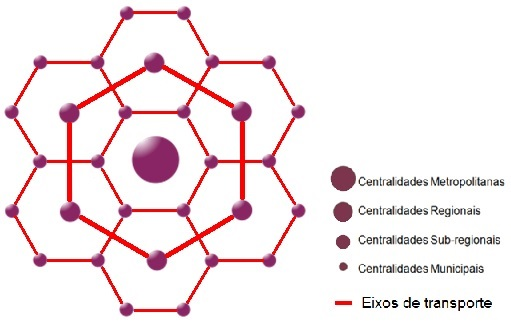 Centralidades Metropolitanas
Centralidades Regionais
Centralidades Sub-regionais
Centralidades Municipais
Eixos de transporte